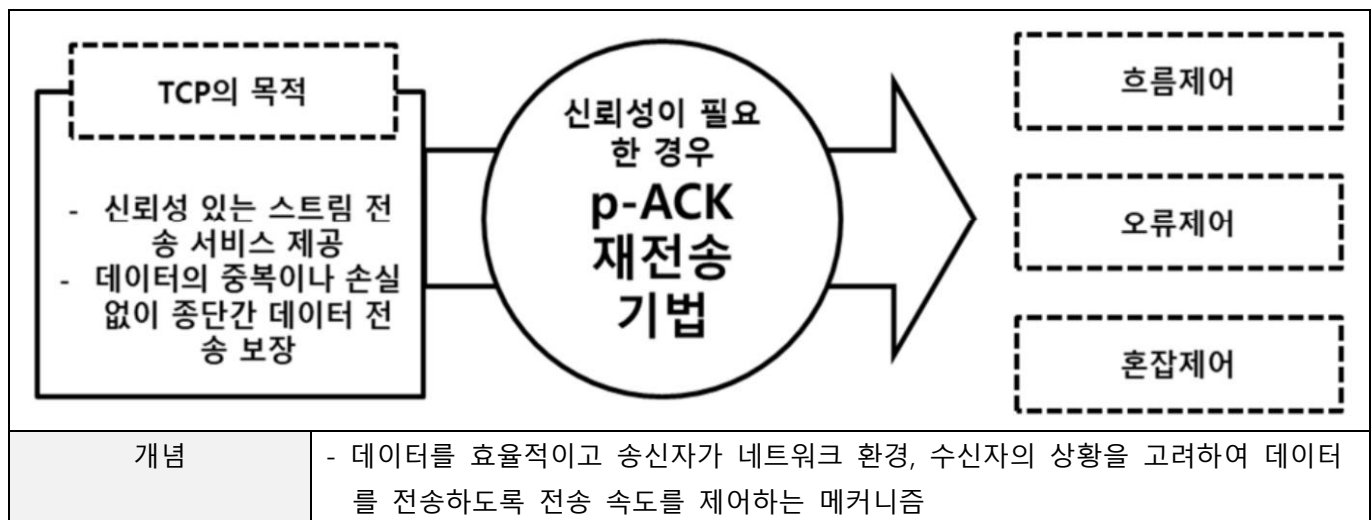 TCP의 목적
- 신뢰성 있는 스트림 전
송 서비스 제공
- 데이터의 중복이나 손실
없이 종단간 데이터 전
송 보장
신뢰성이 필요
한 경우
p-ACK
재전송
기법
흐름제어
오류제어
혼잡제어
개념
- 데이터를 효율적이고 송신자가 네트워크 환경, 수신자의 상황을 고려하여 데이터
를 전송하도록 전송 속도를 제어하는 메커니즘